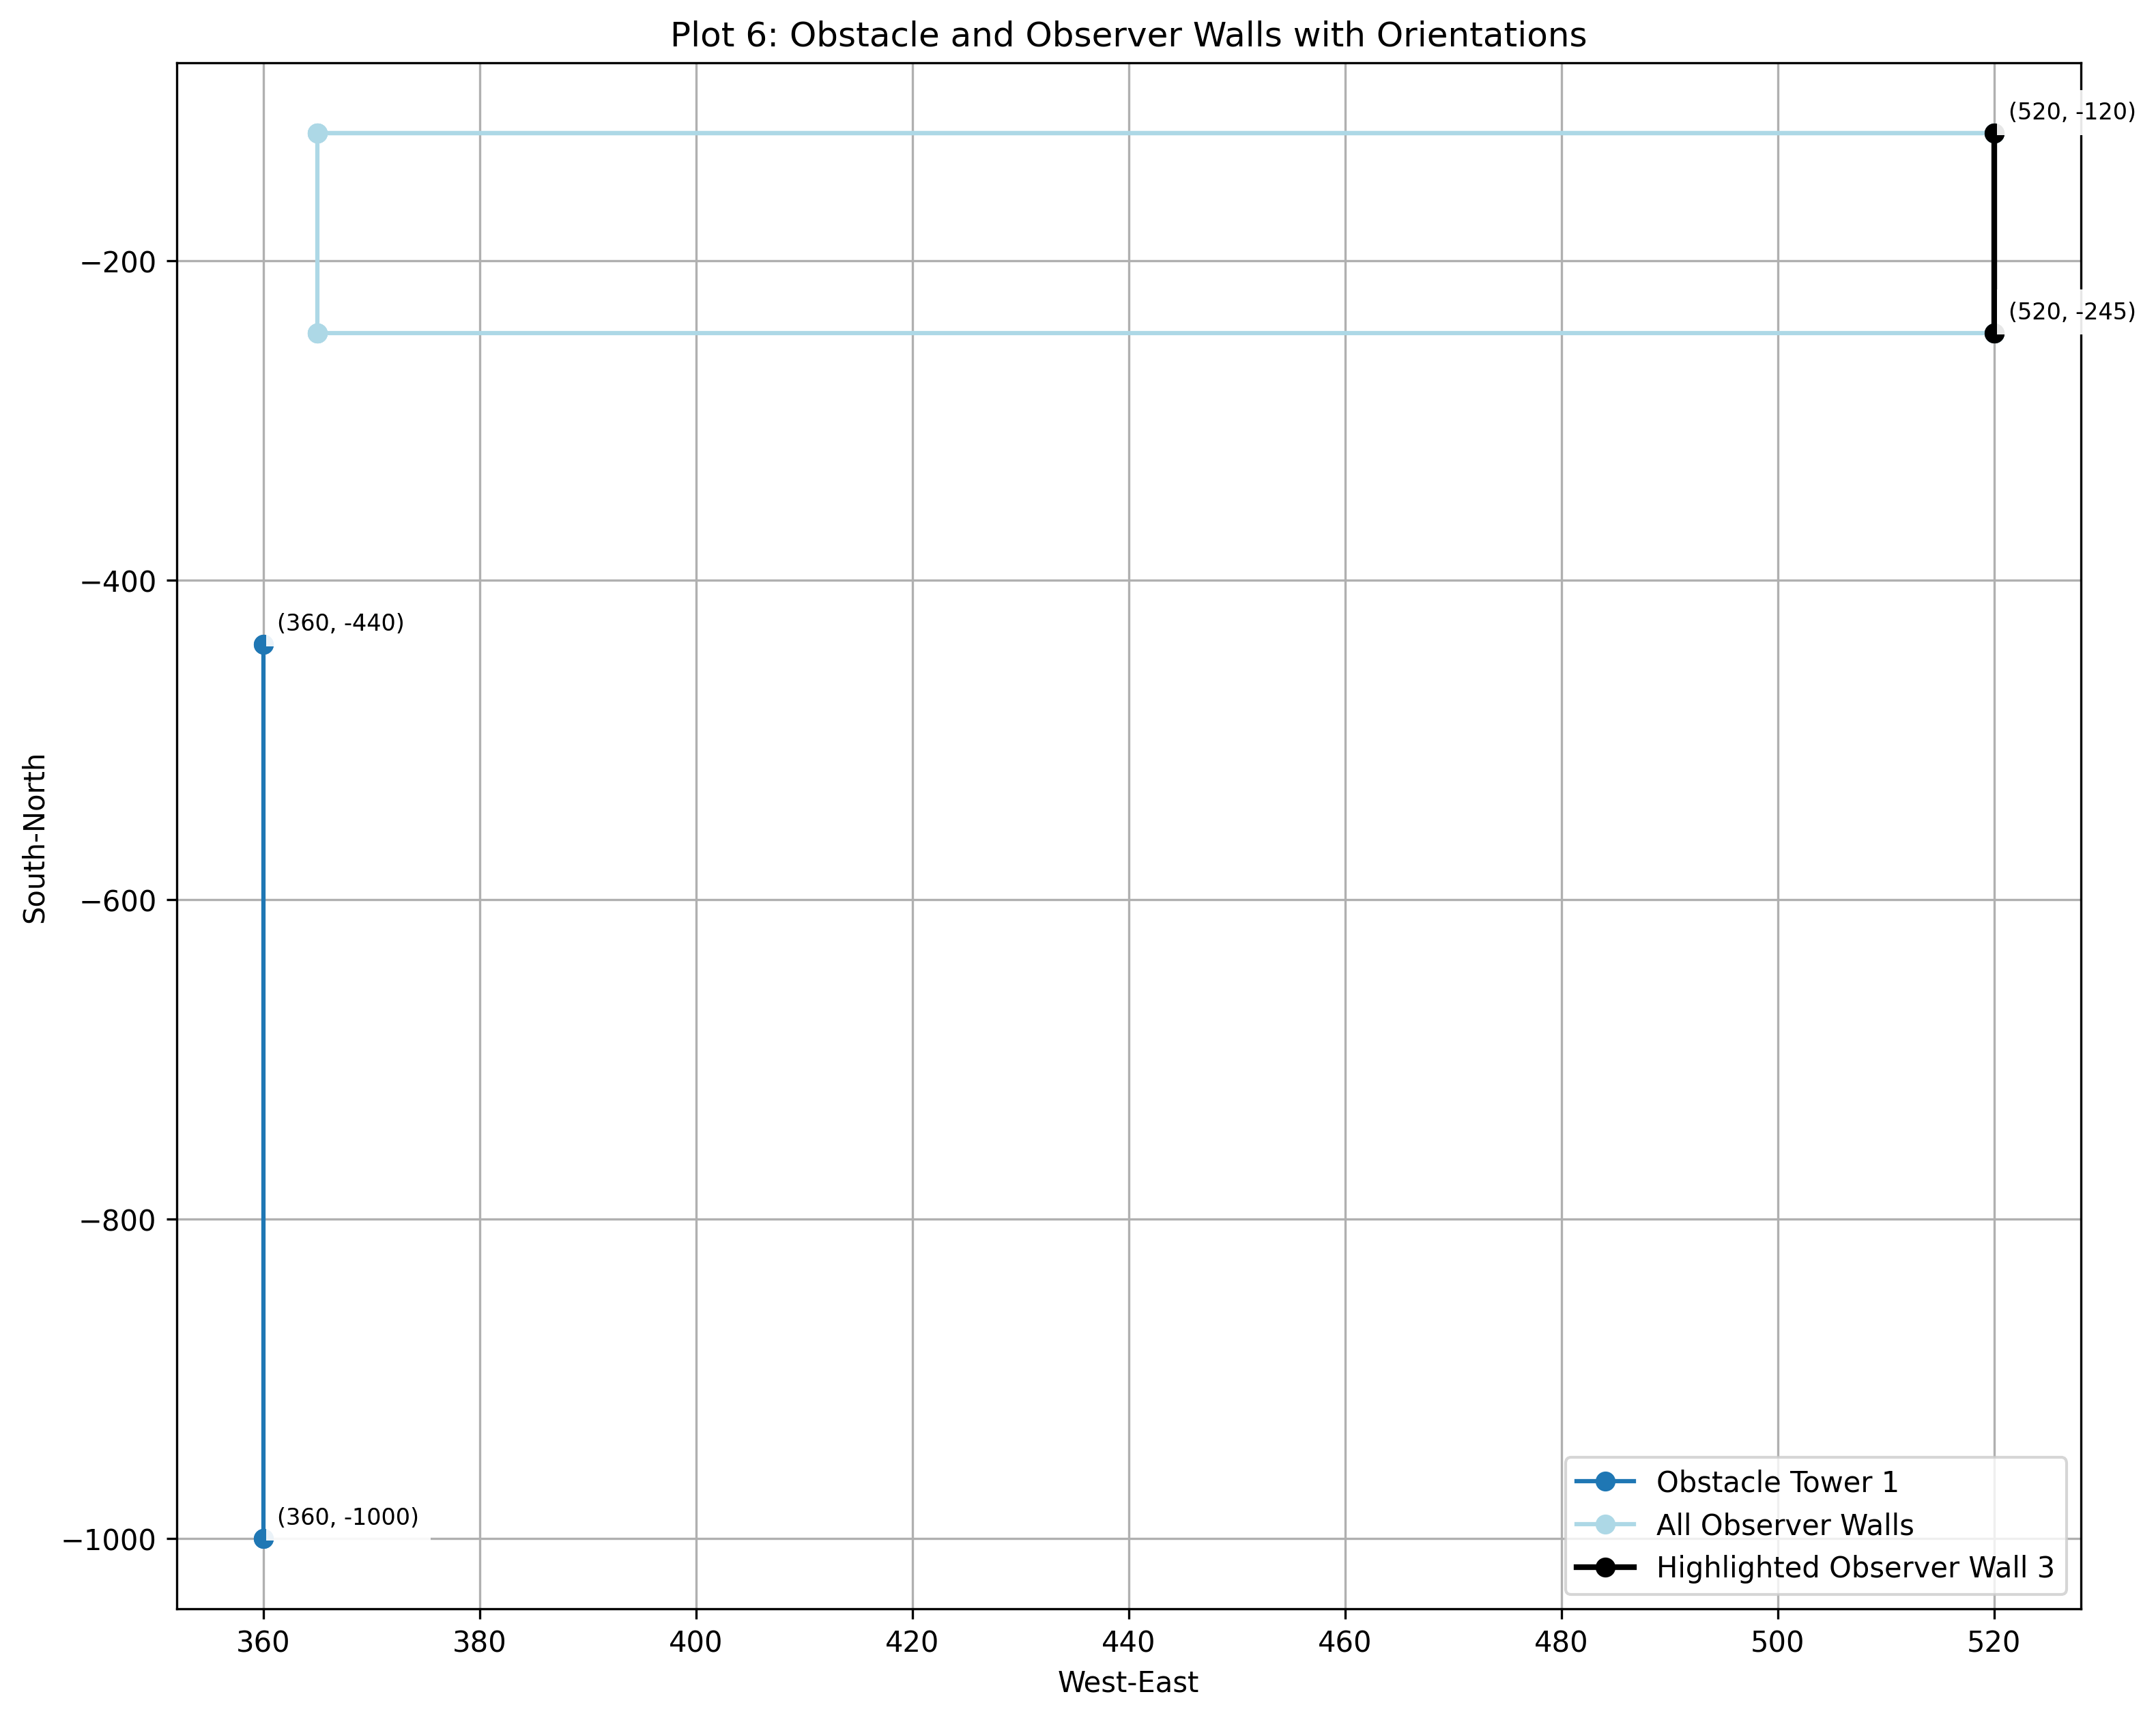 Plot 6: Obstacle and Observer Walls with Orientations
(520, -120)
−200
(520, -245)
−400
(360, -440)
South-North
−600
−800
(360, -1000)
−1000
Obstacle Tower 1
All Observer Walls
Highlighted Observer Wall 3
360 380 400 420 440 460 480 500 520
West-East